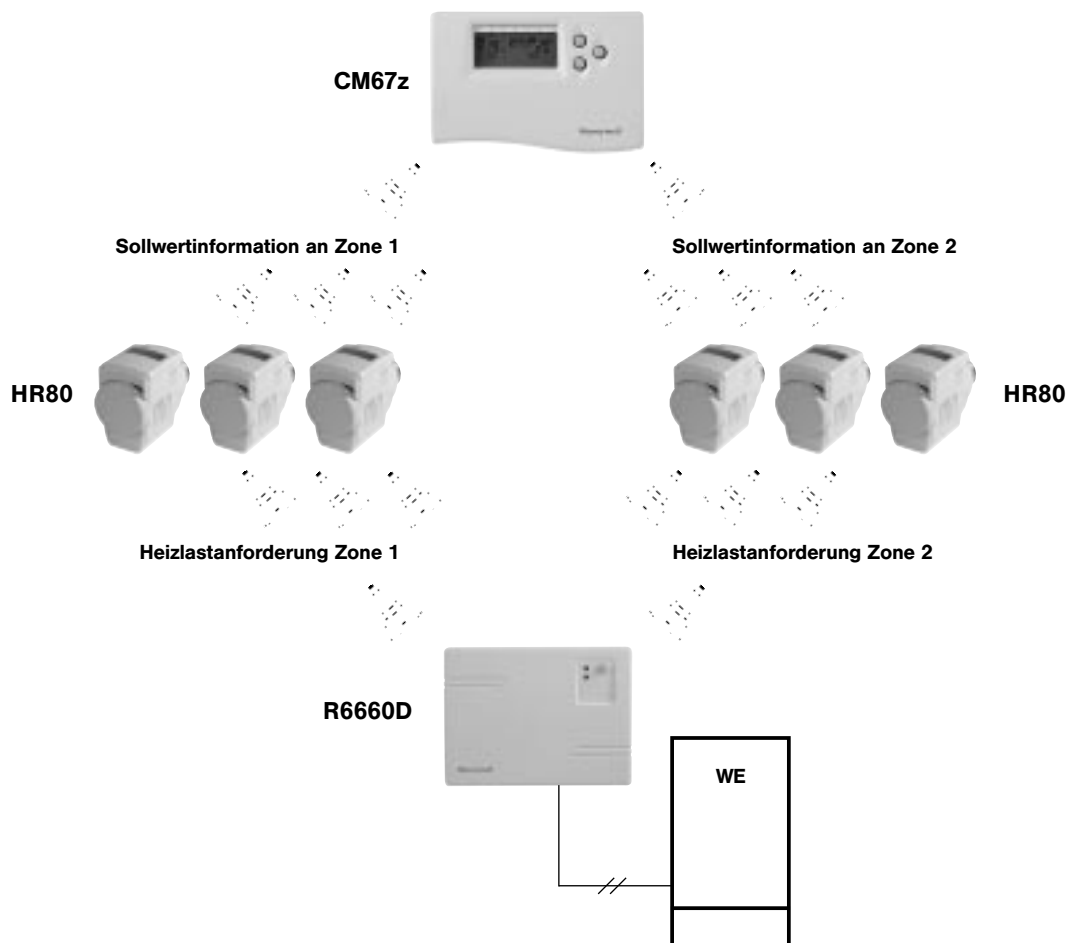 CM67z
Sollwertinformation an Zone 1
Sollwertinformation an Zone 2
HR80
HR80
Heizlastanforderung Zone 1
Heizlastanforderung Zone 2
R6660D
WE